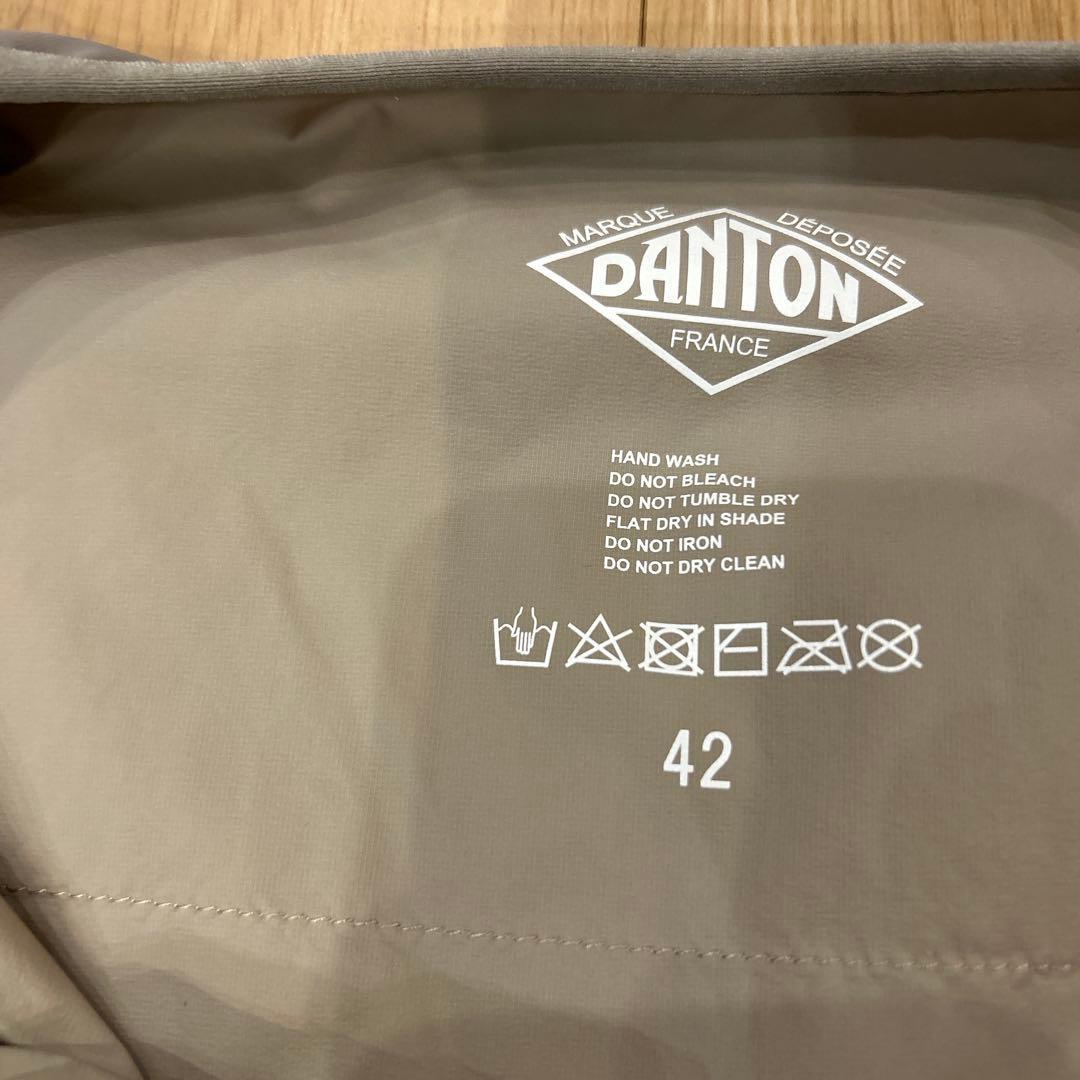 MARQUE DÉPOSÉE
DANTON
FRANCE
HAND WASH
DO NOT BLEACH
DO NOT TUMBLE DRY
FLAT DRY IN SHADE
DO NOT IRON
DO NOT DRY CLEAN
42